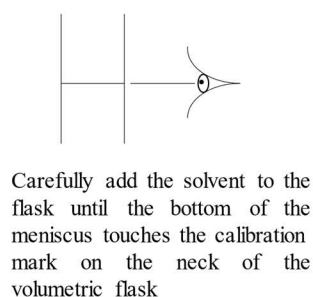 Carefully add the solvent to the
flask until the bottom of the
meniscus touches the calibration
mark on the neck of the
volumetric flask